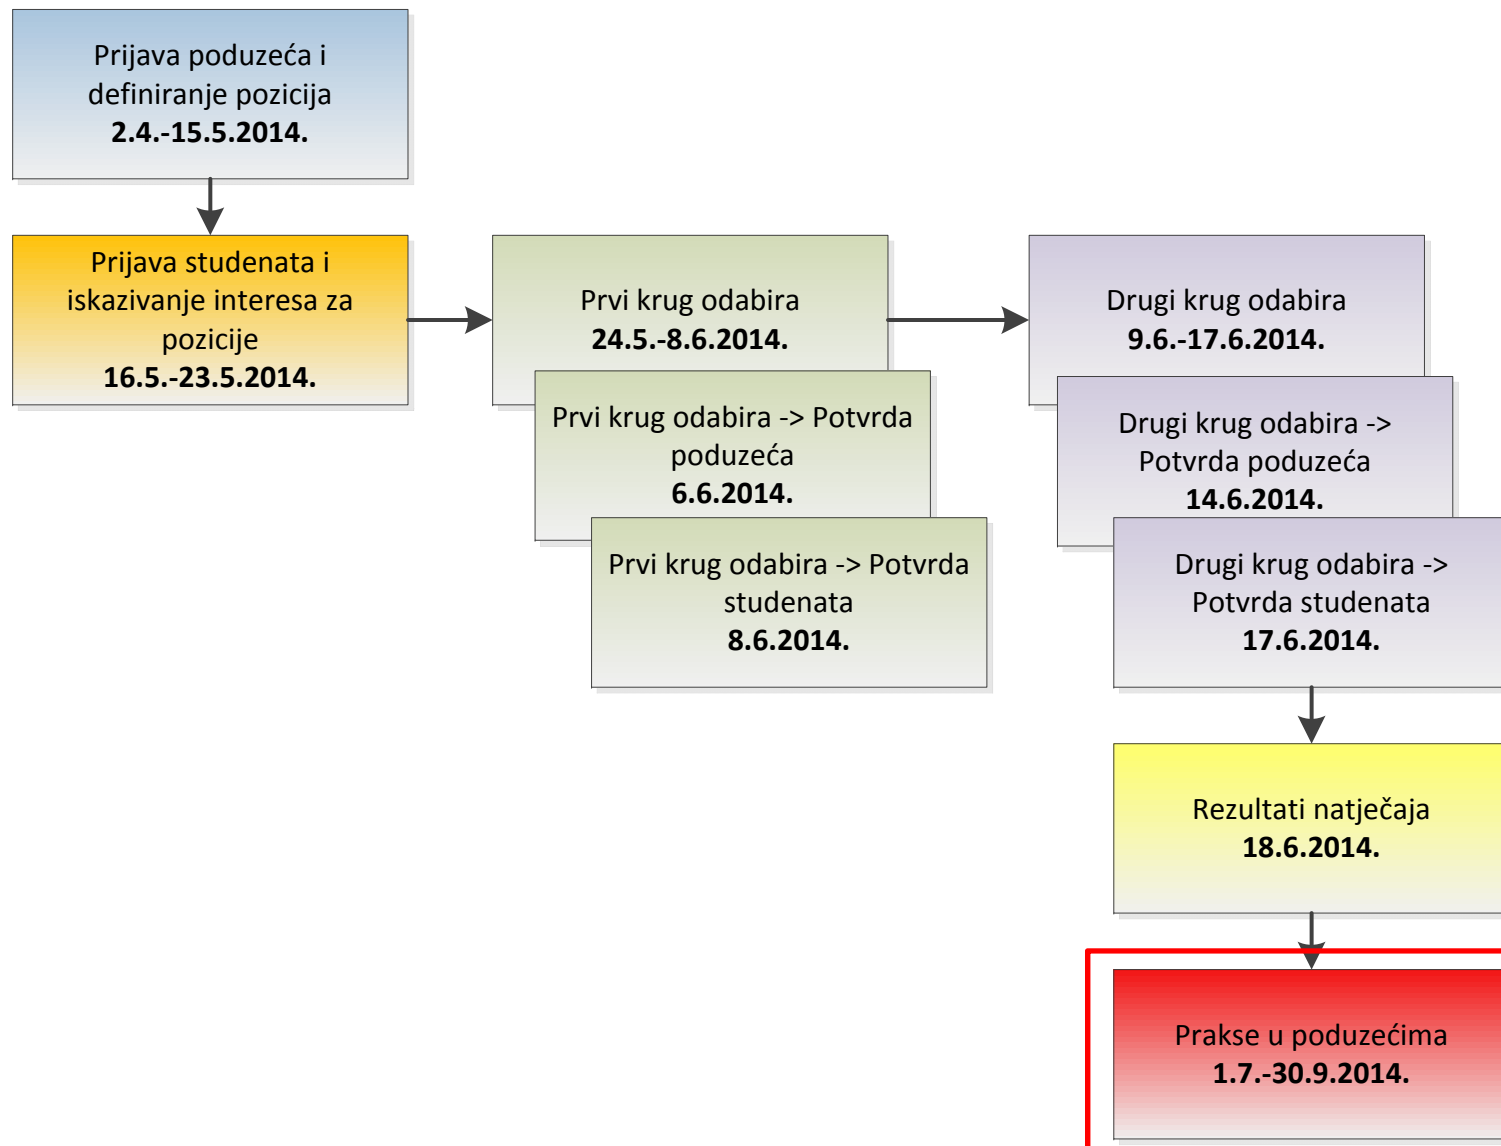 Prijava poduzeća i
definiranje pozicija
2.4.-15.5.2014.
Prijava studenata i
iskazivanje interesa za
pozicije
16.5.-23.5.2014.
Prvi krug odabira
24.5.-8.6.2014.
Prvi krug odabira -> Potvrda
poduzeća
6.6.2014.
Prvi krug odabira -> Potvrda
studenata
8.6.2014.
Drugi krug odabira
9.6.-17.6.2014.
Drugi krug odabira ->
Potvrda poduzeća
14.6.2014.
Drugi krug odabira ->
Potvrda studenata
17.6.2014.
Rezultati natječaja
18.6.2014.
Prakse u poduzećima
1.7.-30.9.2014.